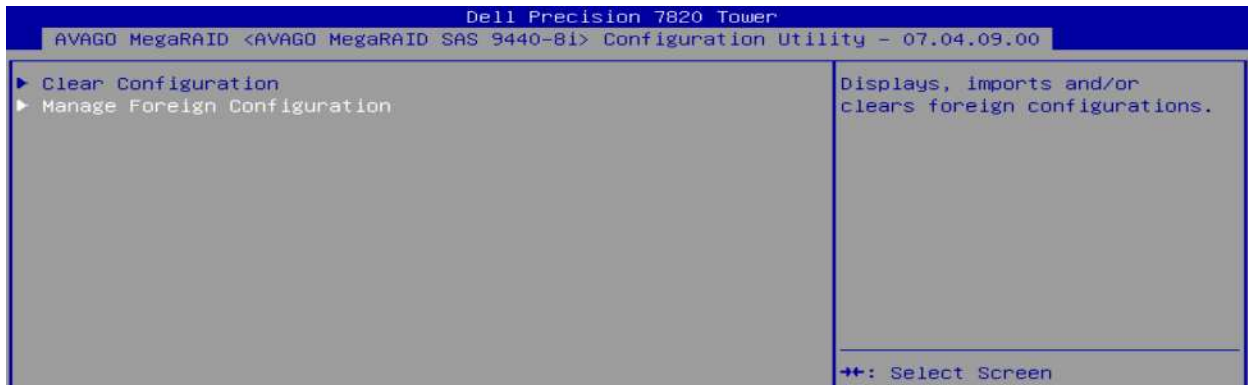 Dell Precision 7820 Tower
AVAGO MegaRAID <AVAGO MegaRAID SAS 9440-8i> Configuration Utility - 07.04.09.00
▶ Clear Configuration
▶ Manage Foreign Configuration
Displays, imports and/or
clears foreign configurations.
→←: Select Screen